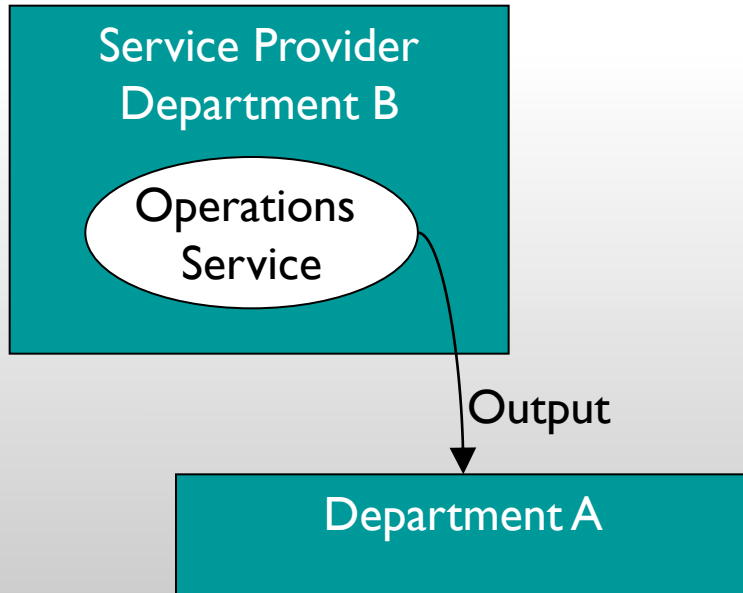 Service Provider
Department B
Operations
Service
Output
Department A